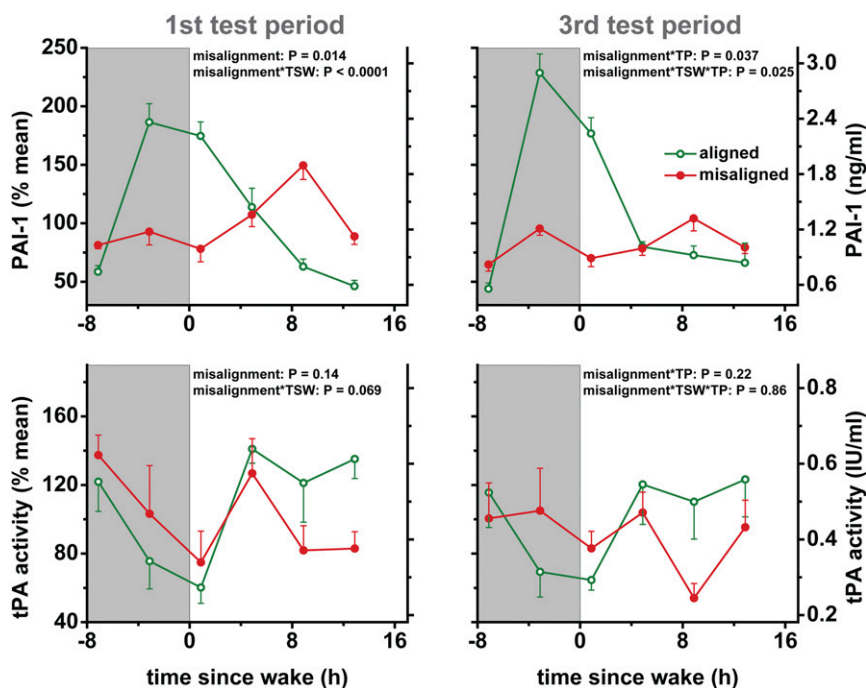 1st test period
3rd test period
misalignment: P = 0.014
misalignment*TSW: P < 0.0001
misalignment*TP: P = 0.037
misalignment*TSW*TP: P = 0.025
250
200
150
100
50
PAI-1 (% mean)
-8 0 8 16
-8 0 8 16
aligned
misaligned
3.0
2.4
1.8
1.2
0.6
PAI-1 (ng/ml)
misalignment: P = 0.14
misalignment*TSW: P = 0.069
misalignment*TP: P = 0.22
misalignment*TSW*TP: P = 0.86
160
120
80
40
tPA activity (% mean)
-8 0 8 16
-8 0 8 16
0.8
0.6
0.4
0.2
tPA activity (IU/ml)
time since wake (h)
time since wake (h)